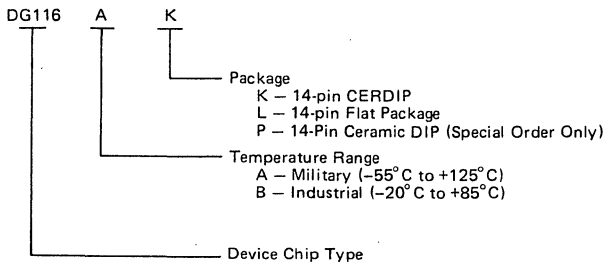 DG116 A K
Package
K – 14-pin CERDIP
L – 14-pin Flat Package
P – 14-Pin Ceramic DIP (Special Order Only)
Temperature Range
A – Military (–55°C to +125°C)
B – Industrial (–20°C to +85°C)
Device Chip Type